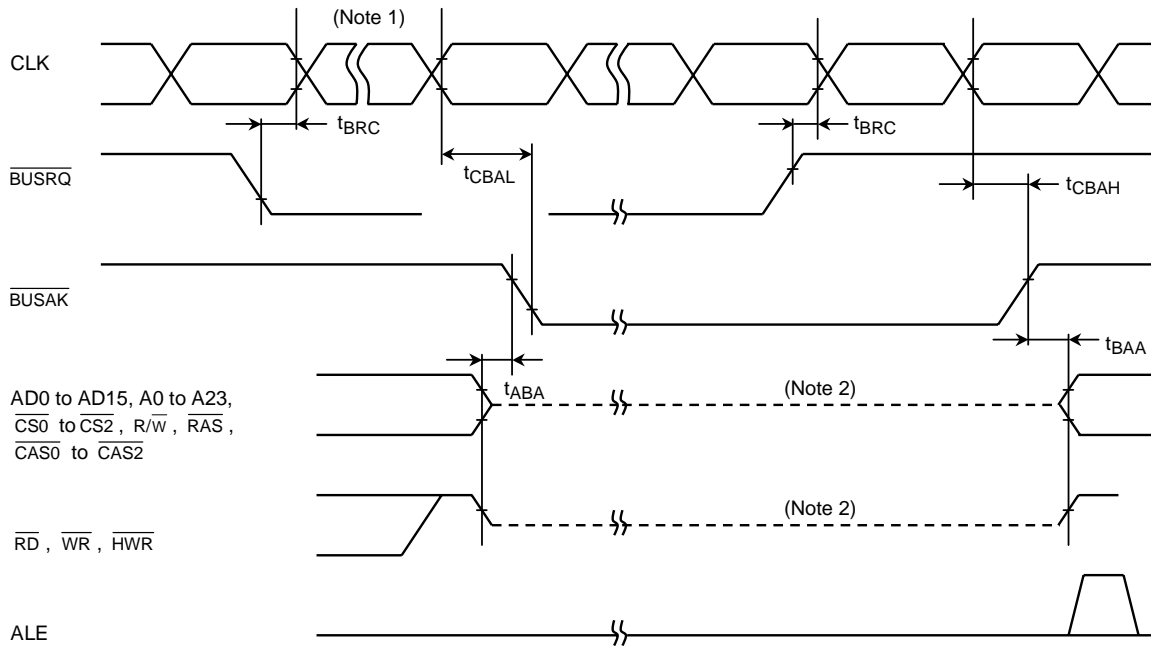 (Note 1)
CLK
tBRC
tBRC
BUSRQ
tCBAL
tCBAH
BUSAK
tBAA
tABA
AD0 to AD15, A0 to A23,
CS0 to CS2, R/W, RAS,
CAS0 to CAS2
(Note 2)
(Note 2)
RD, WR, HWR
ALE